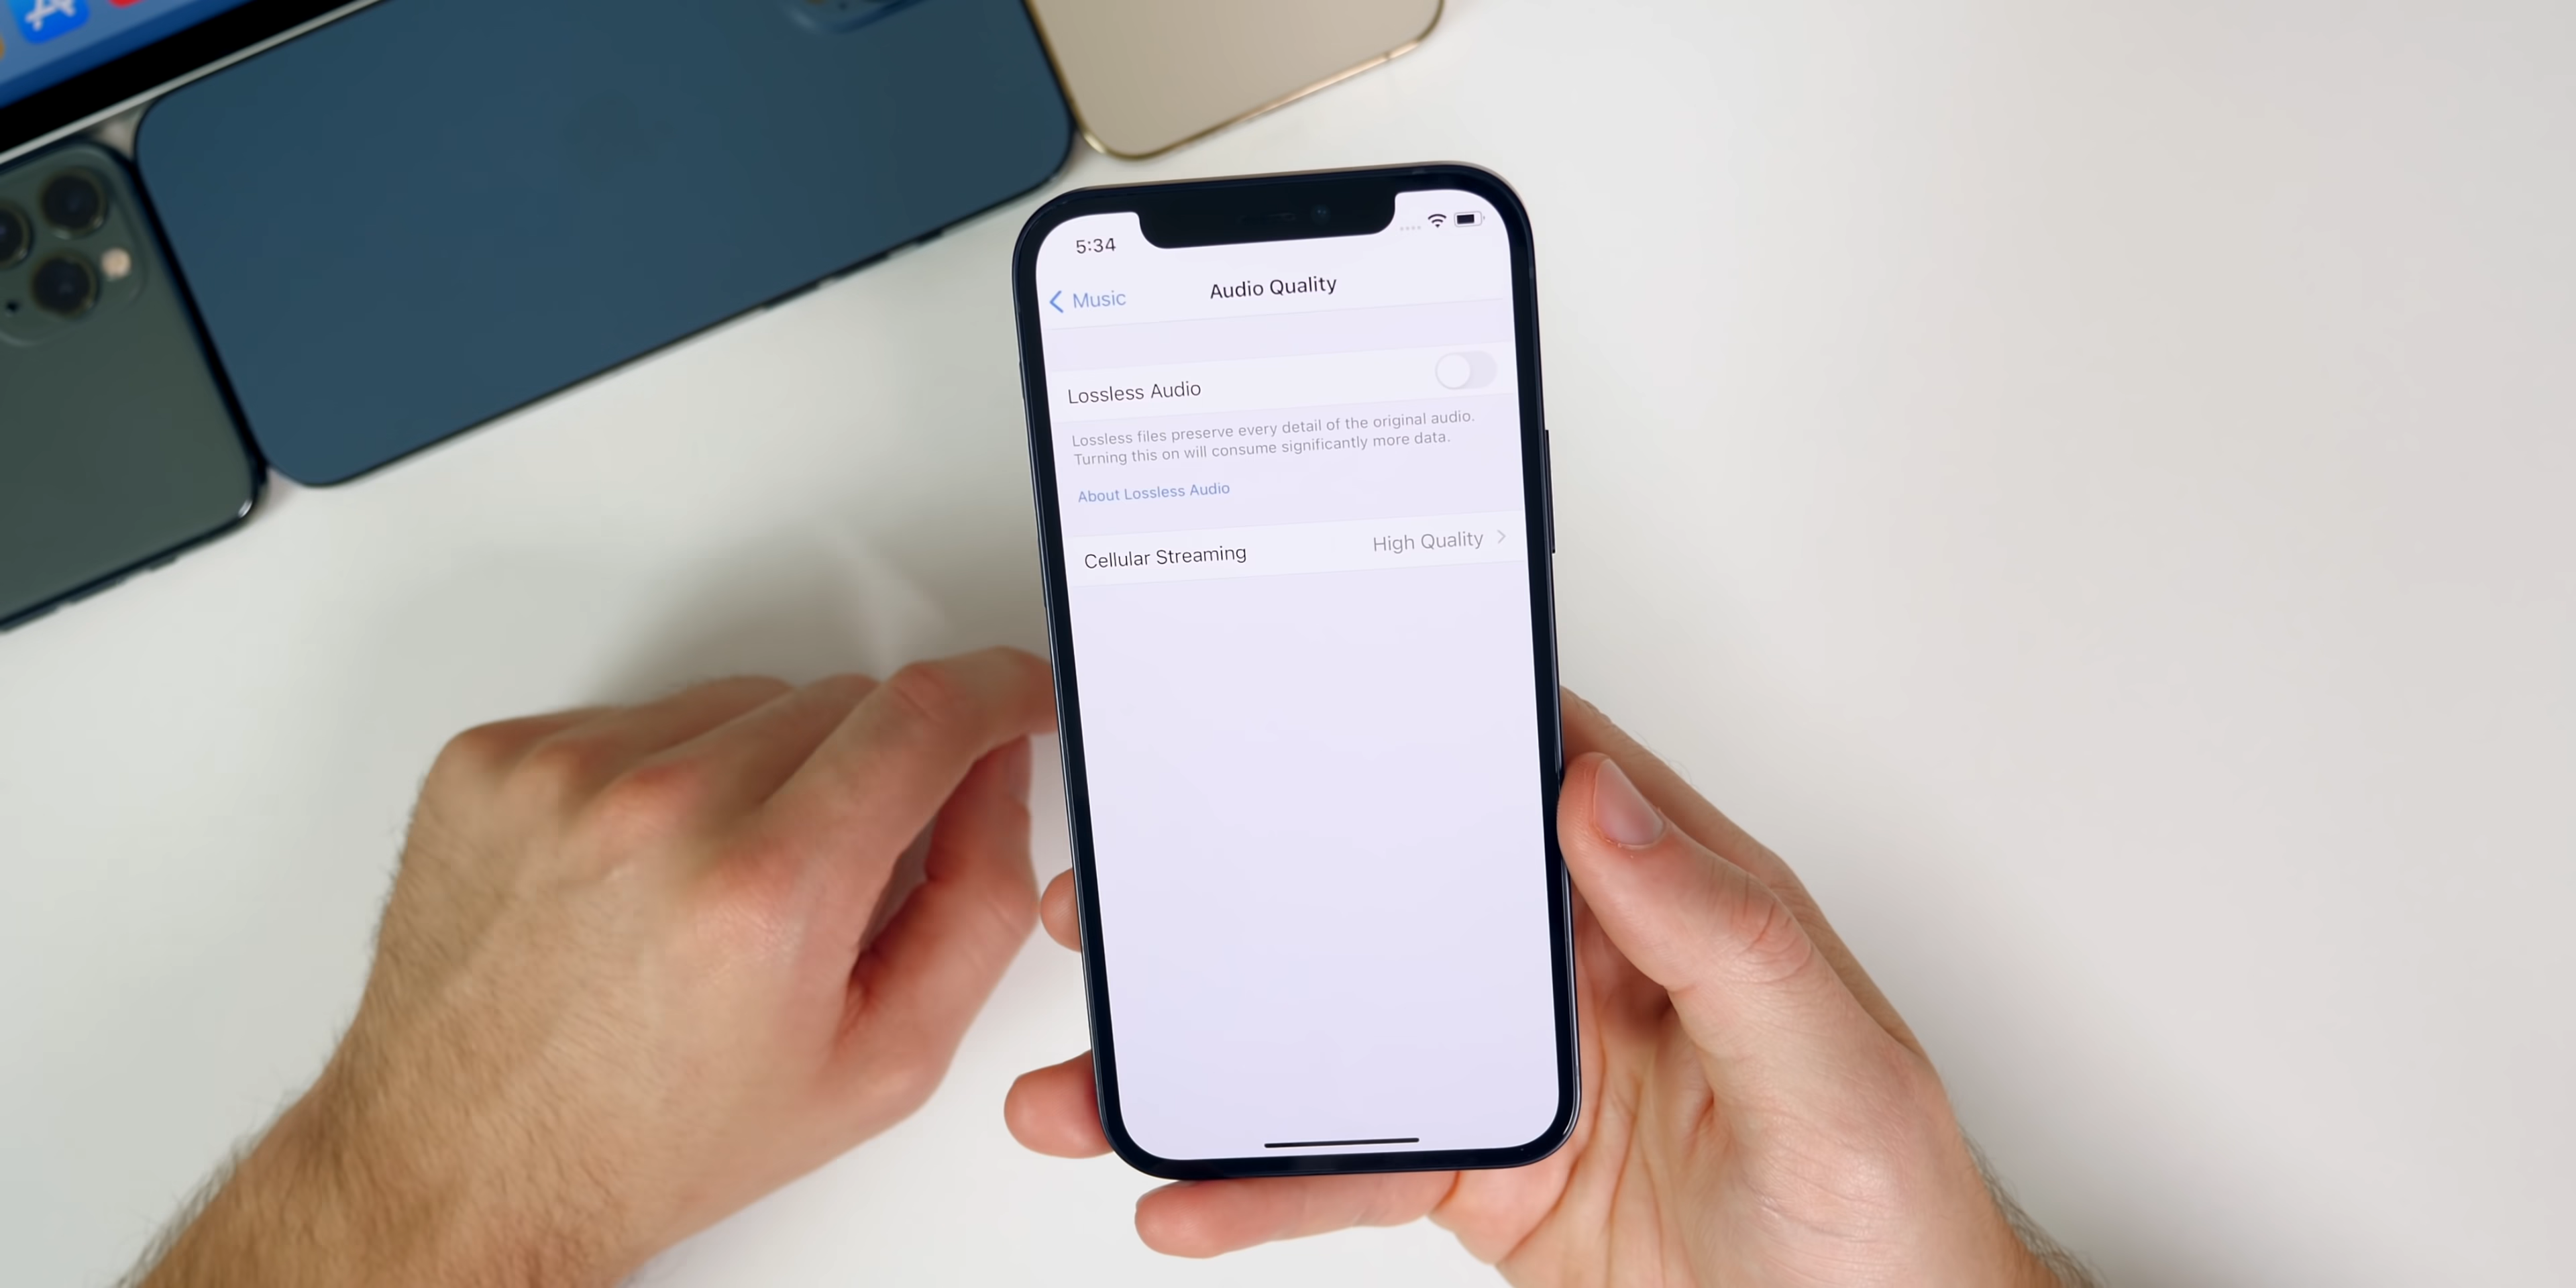 5:34
Music
Audio Quality
Lossless Audio
Lossless files preserve every detail of the original audio.
Turning this on will consume significantly more data.
About Lossless Audio
Cellular Streaming
High Quality